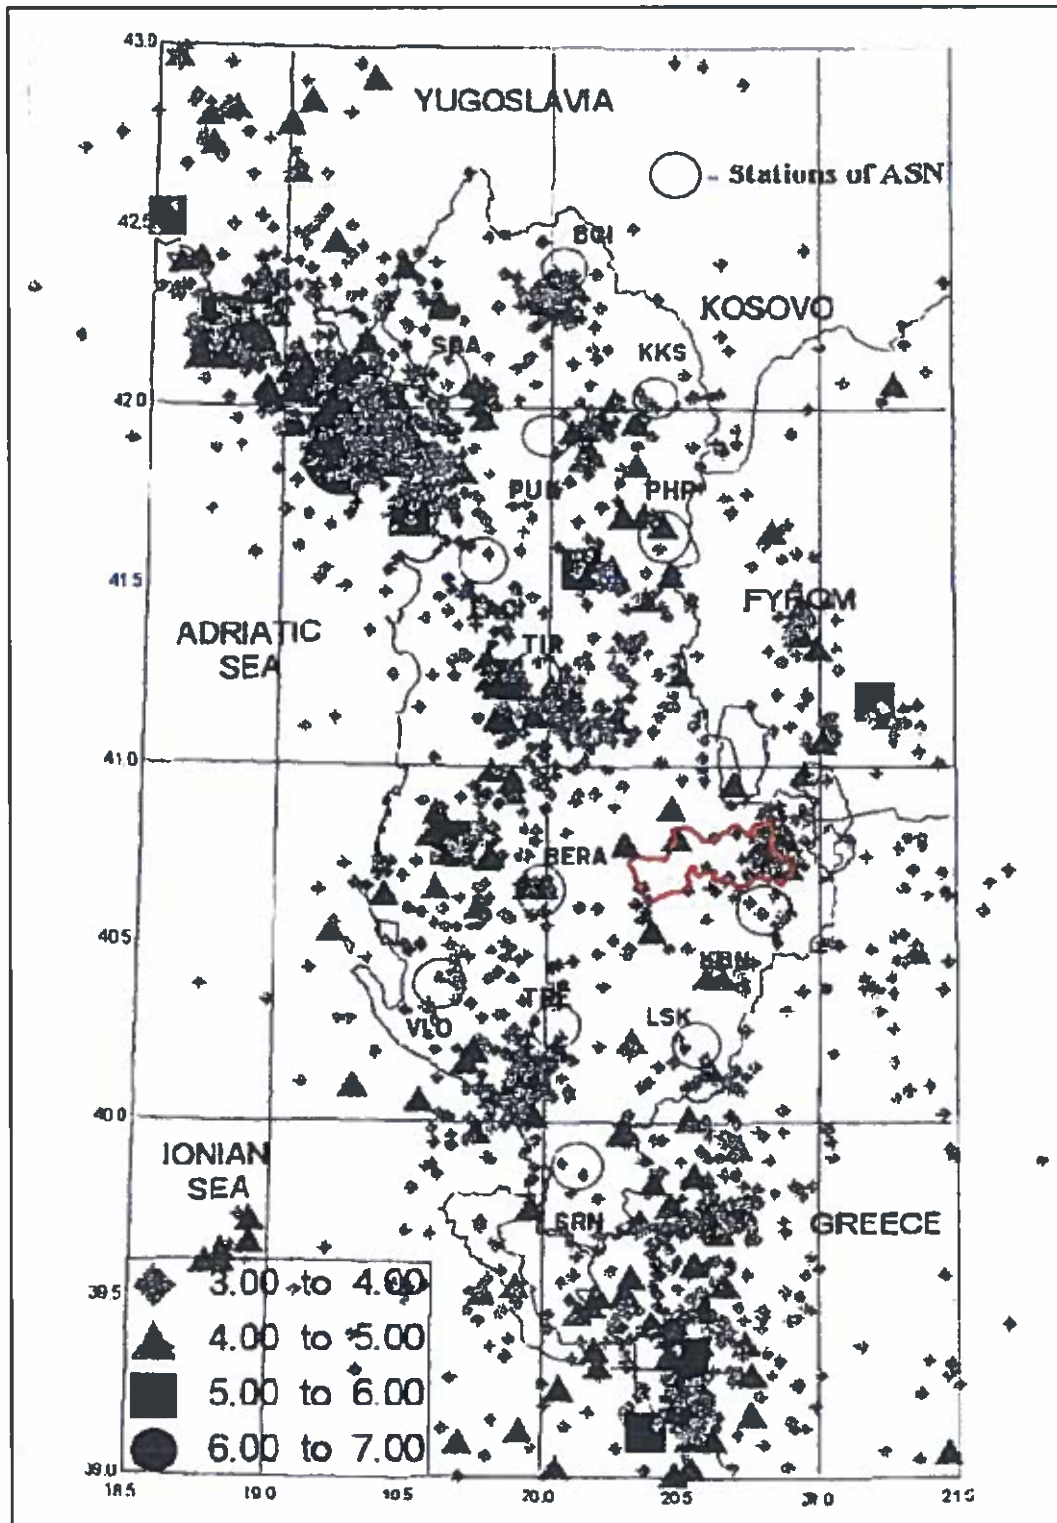 43.0
YUGOSLAVIA
- Stations of ASN
42.5
BCI
KOSOVO
KKS
42.0
PUK
PHP
41.5
FYROM
ADRIATIC
SEA
TIR
41.0
BERA
40.5
KBN
TPE
VLO
LSK
40.0
IONIAN
SEA
SRN
GREECE
39.5
3.00 to 4.00
4.00 to 5.00
5.00 to 6.00
6.00 to 7.00
39.0
18.5 19.0 19.5 20.0 20.5 21.0 21.5